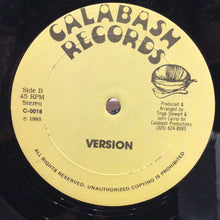 CALABASH
RECORDS
Side B
45 RPM
Stereo
C-0018
℗ 1983
Produced &
Arranged by
Tinga Stewart &
John Carrol for
Calabash Productions
(305) 624-8593
VERSION
ALL RIGHTS RESERVED. UNAUTHORIZED COPYING IS PROHIBITED